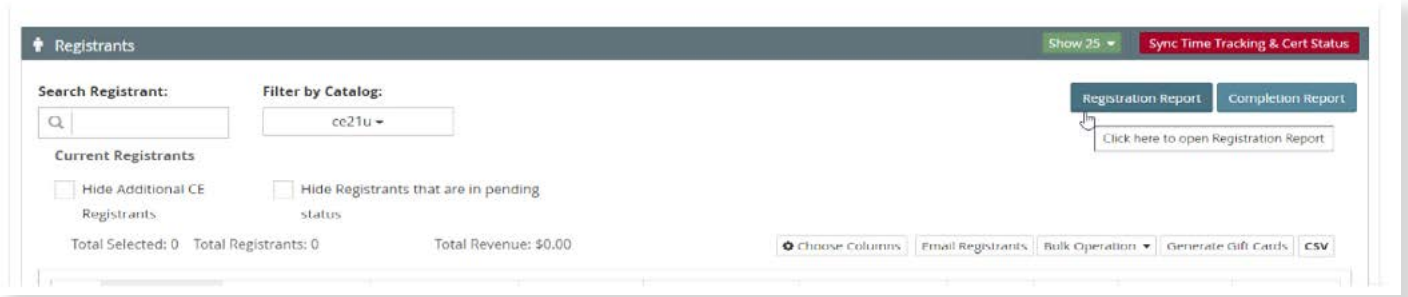 Registrants
Show 25
Sync Time Tracking & Cert Status
Search Registrant:
Filter by Catalog:
Registration Report
Completion Report
ce21u
Click here to open Registration Report
Current Registrants
Hide Additional CE
Registrants
Hide Registrants that are in pending
status
Total Selected: 0 Total Registrants: 0 Total Revenue: $0.00
Choose Columns
Email Registrants
Bulk Operation
Generate Gift Cards
CSV